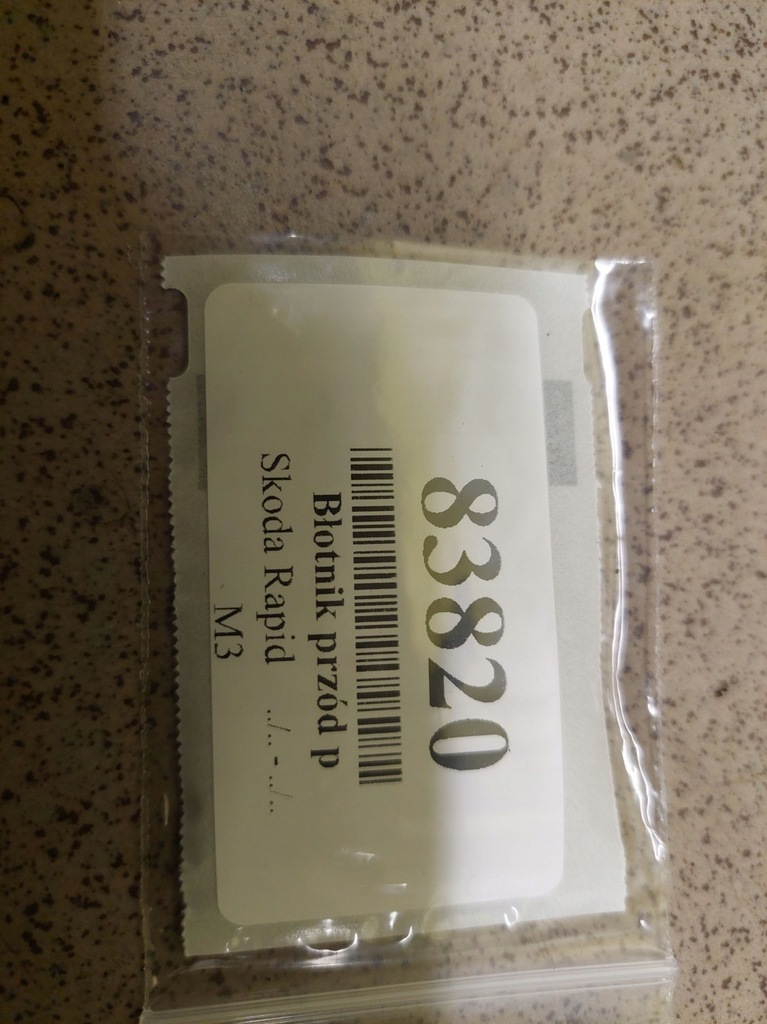 83820
Błotnik przód p
Skoda Rapid ../.. - ../..
M3